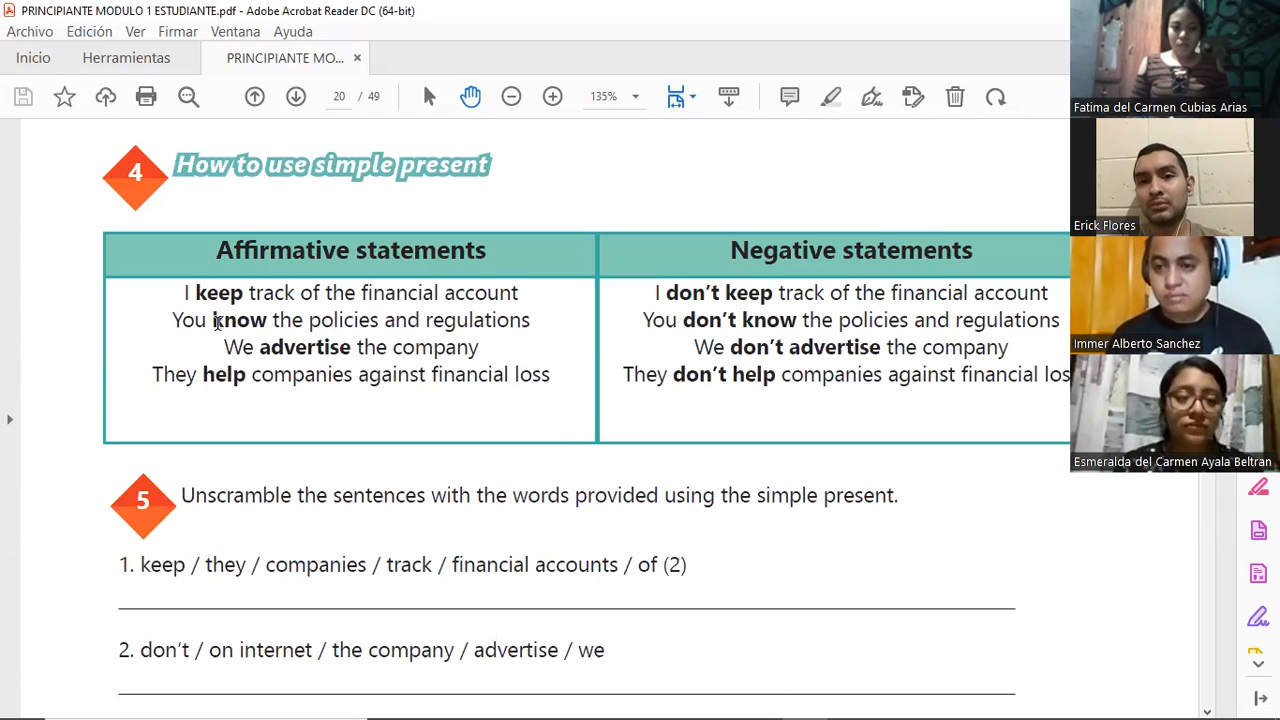 PRINCIPIANTE MODULO 1 ESTUDIANTE.pdf - Adobe Acrobat Reader DC (64-bit)
Archivo Edición Ver Firmar Ventana Ayuda
Inicio Herramientas PRINCIPIANTE MO... ×
20 / 49 135%
4 How to use simple present
Affirmative statements
I keep track of the financial account
You know the policies and regulations
We advertise the company
They help companies against financial loss
Negative statements
I don't keep track of the financial account
You don't know the policies and regulations
We don't advertise the company
They don't help companies against financial los
5 Unscramble the sentences with the words provided using the simple present.
1. keep / they / companies / track / financial accounts / of (2)
2. don't / on internet / the company / advertise / we
Fatima del Carmen Cubias Arias
Erick Flores
Immer Alberto Sanchez
Esmeralda del Carmen Ayala Beltran